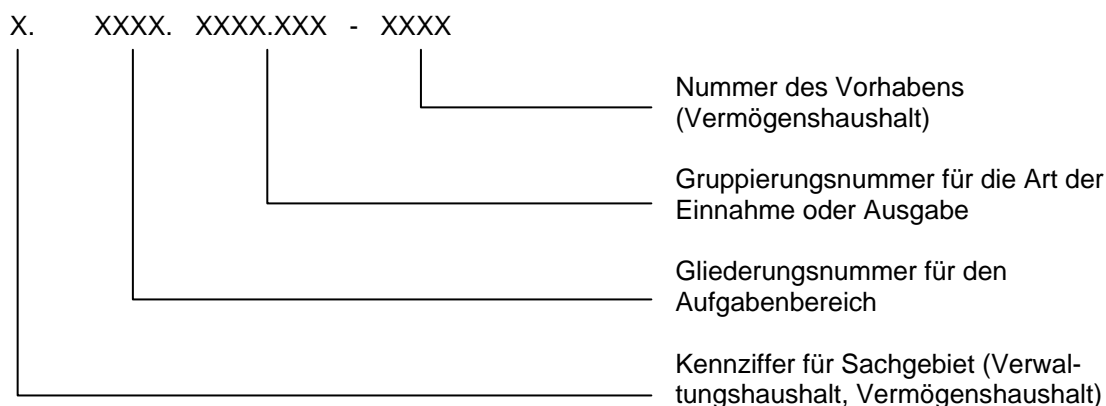 X. XXXX. XXXX.XXX - XXXX
Nummer des Vorhabens
(Vermögenshaushalt)
Gruppierungsnummer für die Art der
Einnahme oder Ausgabe
Gliederungsnummer für den
Aufgabenbereich
Kennziffer für Sachgebiet (Verwal-
tungshaushalt, Vermögenshaushalt)